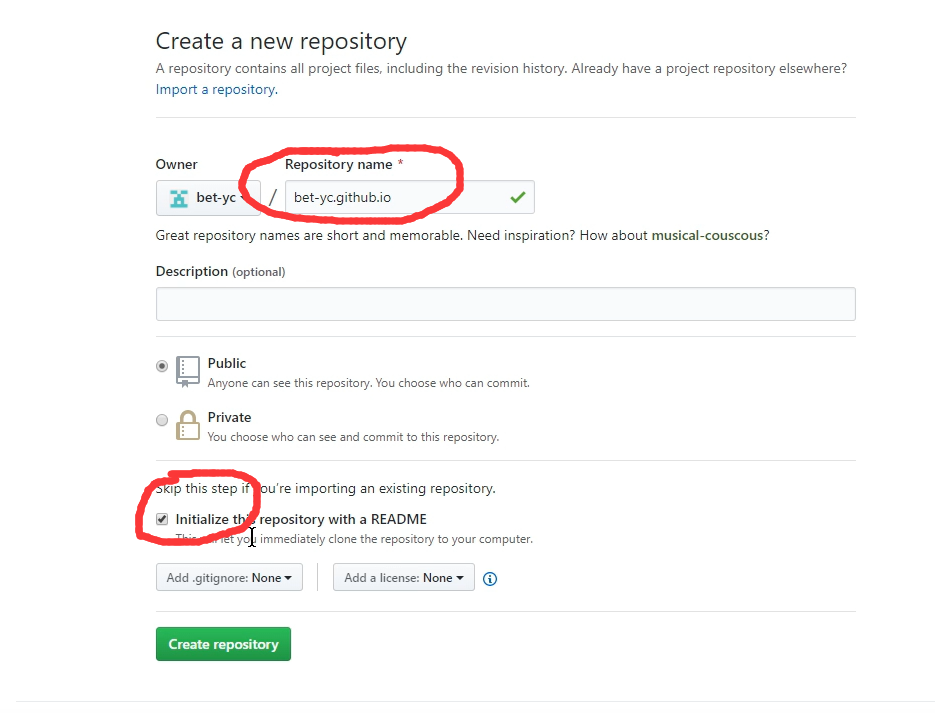 Create a new repository
A repository contains all project files, including the revision history. Already have a project repository elsewhere?
Import a repository.
Owner
Repository name *
bet-yc / bet-yc.github.io
Great repository names are short and memorable. Need inspiration? How about musical-couscous?
Description (optional)
Public
Anyone can see this repository. You choose who can commit.
Private
You choose who can see and commit to this repository.
Skip this step if you're importing an existing repository.
Initialize this repository with a README
This will let you immediately clone the repository to your computer.
Add .gitignore: None
Add a license: None
Create repository